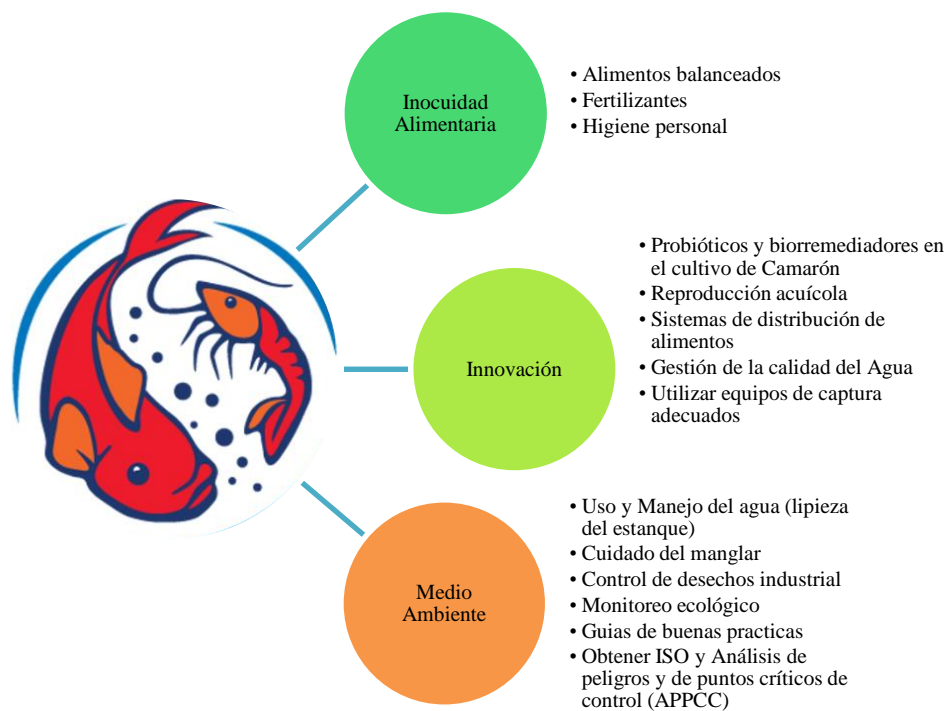 Inocuidad
Alimentaria
• Alimentos balanceados
• Fertilizantes
• Higiene personal
Innovación
• Probióticos y biorremediadores en
el cultivo de Camarón
• Reproducción acuícola
• Sistemas de distribución de
alimentos
• Gestión de la calidad del Agua
• Utilizar equipos de captura
adecuados
Medio
Ambiente
• Uso y Manejo del agua (lipieza
del estanque)
• Cuidado del manglar
• Control de desechos industrial
• Monitoreo ecológico
• Guias de buenas practicas
• Obtener ISO y Análisis de
peligros y de puntos críticos de
control (APPCC)